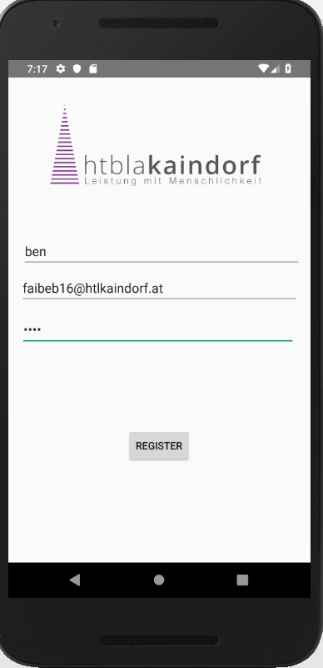 7:17
htblakaindorf
Leistung mit Menschlichkeit
ben
faibeb16@htlkaindorf.at
••••
REGISTER